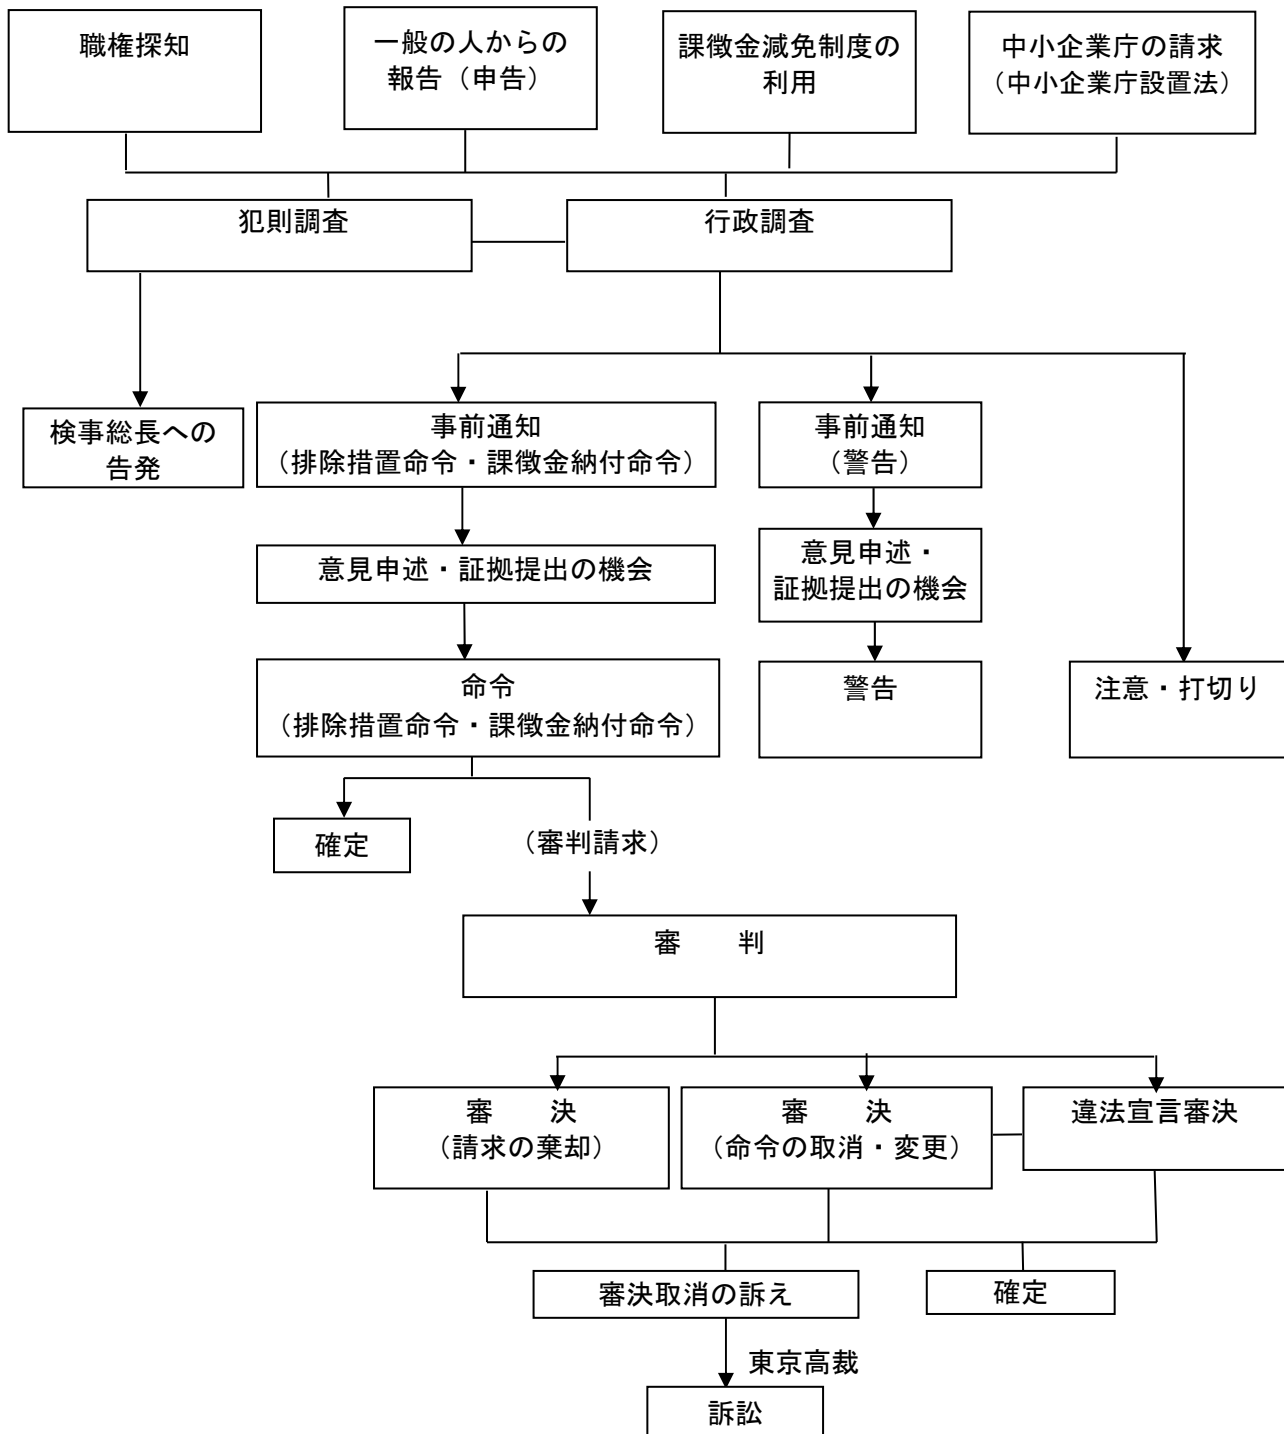 職権探知
一般の人からの
報告（申告）
課徴金減免制度の
利用
中小企業庁の請求
（中小企業庁設置法）
犯則調査
行政調査
検事総長への
告発
事前通知
（排除措置命令・課徴金納付命令）
事前通知
（警告）
意見申述・証拠提出の機会
意見申述・
証拠提出の機会
命令
（排除措置命令・課徴金納付命令）
警告
注意・打切り
確定
（審判請求）
審　　判
審　　決
（請求の棄却）
審　　決
（命令の取消・変更）
違法宣言審決
審決取消の訴え
確定
東京高裁
訴訟